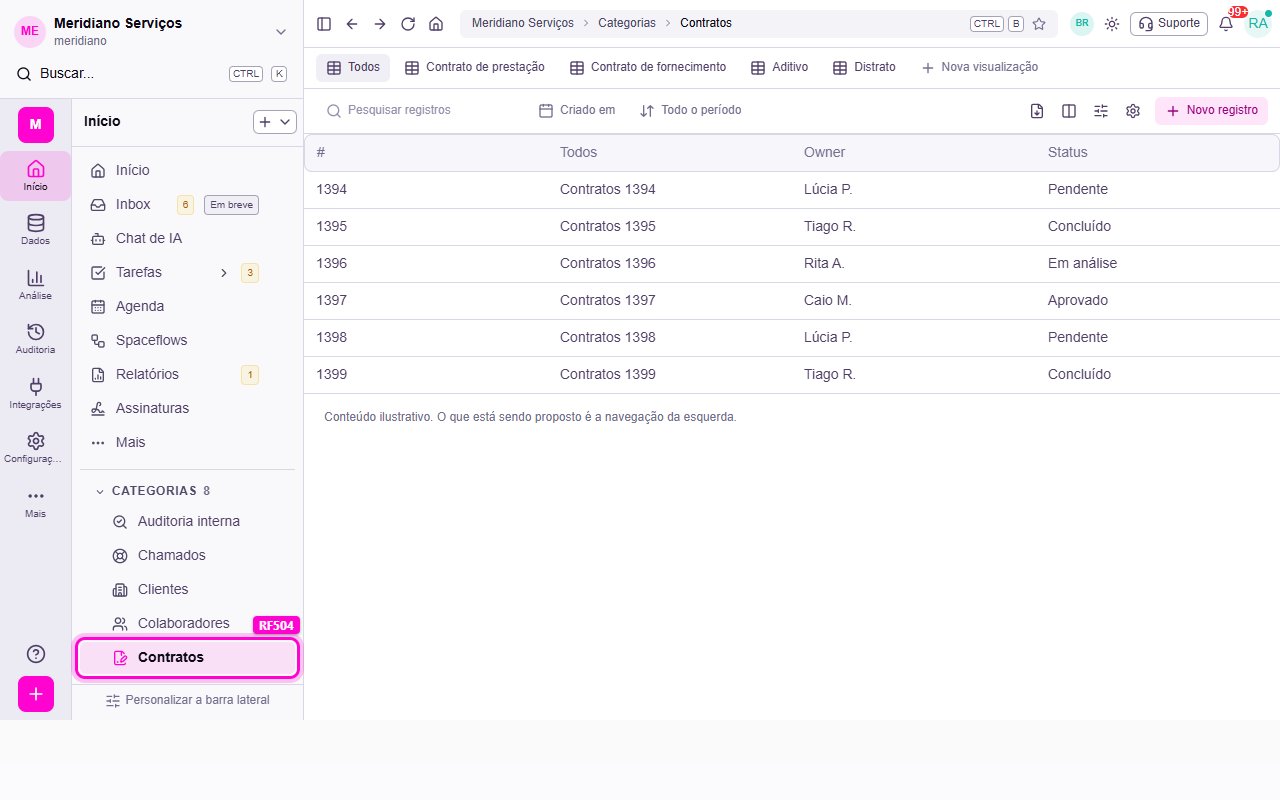 ME
Meridiano Serviços
meridiano
Buscar...
CTRL K
M
Início
Dados
Análise
Auditoria
Integrações
Configuraç...
Mais
Início
Início
Inbox 6 Em breve
Chat de IA
Tarefas 3
Agenda
Spaceflows
Relatórios 1
Assinaturas
Mais
CATEGORIAS 8
Auditoria interna
Chamados
Clientes
Colaboradores
RF504
Contratos
Personalizar a barra lateral
Meridiano Serviços Categorias Contratos
CTRL B
BR
Suporte
99+
RA
Todos Contrato de prestação Contrato de fornecimento Aditivo Distrato Nova visualização
Pesquisar registros Criado em Todo o período Novo registro
# Todos Owner Status
1394 Contratos 1394 Lúcia P. Pendente
1395 Contratos 1395 Tiago R. Concluído
1396 Contratos 1396 Rita A. Em análise
1397 Contratos 1397 Caio M. Aprovado
1398 Contratos 1398 Lúcia P. Pendente
1399 Contratos 1399 Tiago R. Concluído
Conteúdo ilustrativo. O que está sendo proposto é a navegação da esquerda.